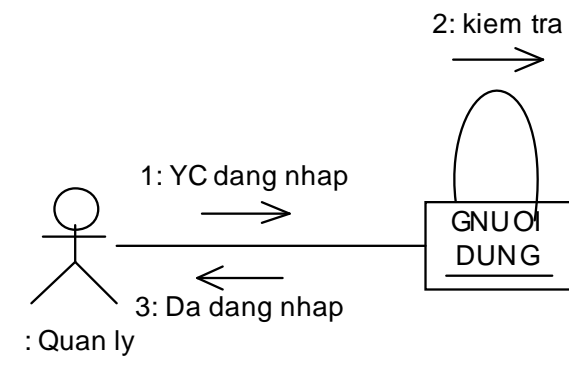 2: kiem tra
1: YC dang nhap
GNUOI
DUNG
3: Da dang nhap
: Quan ly